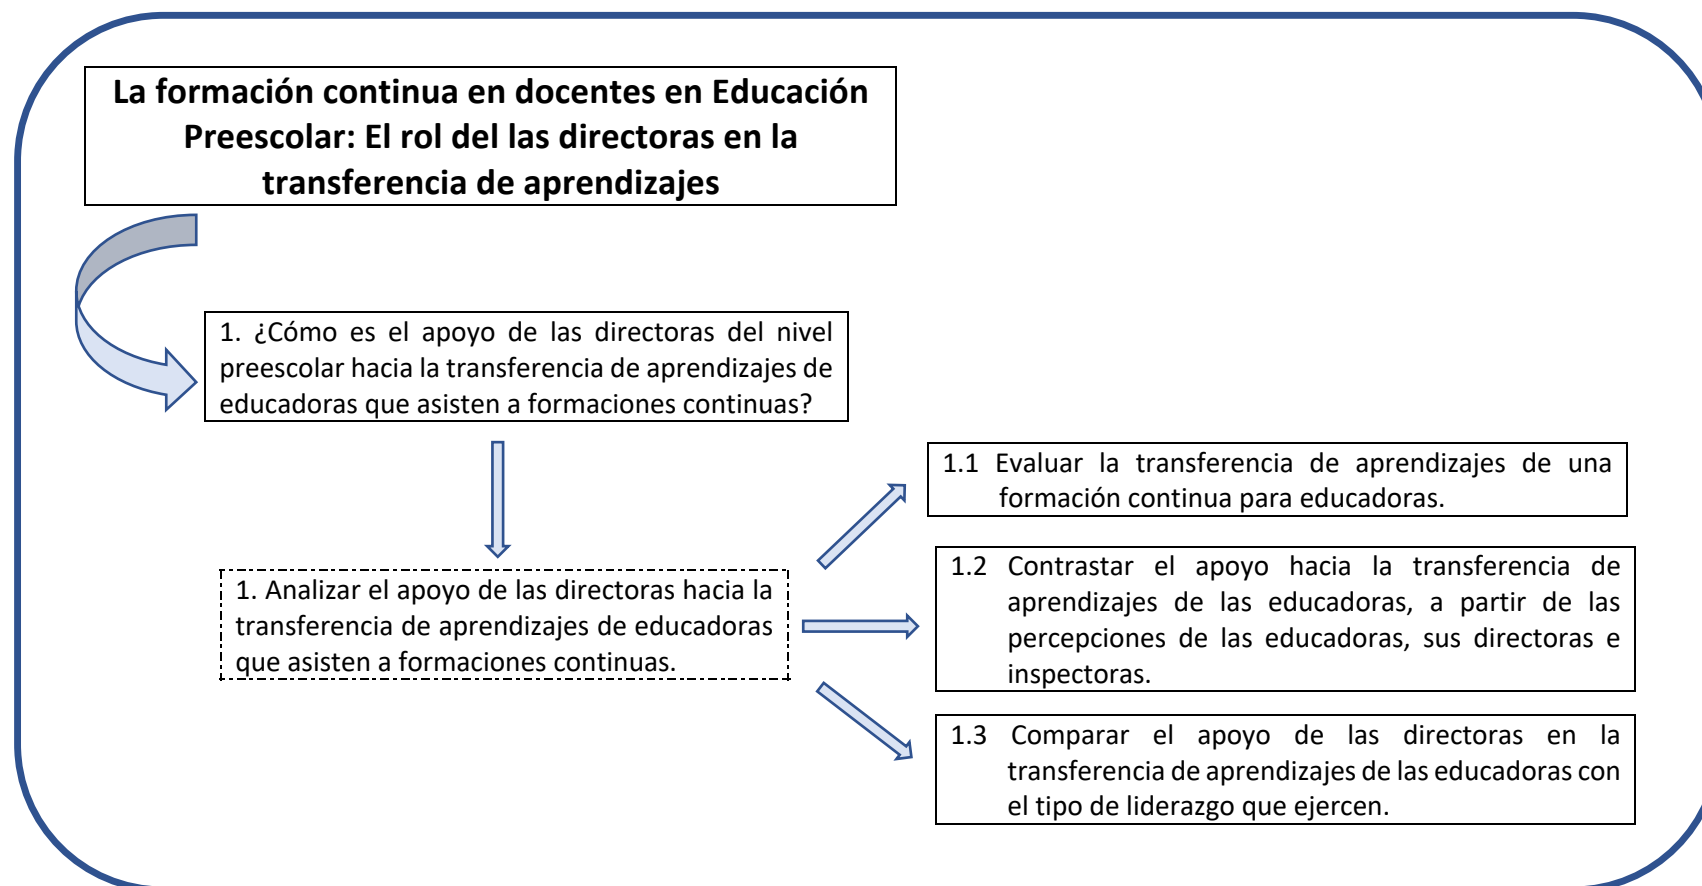 La formación continua en docentes en Educación
Preescolar: El rol del las directoras en la
transferencia de aprendizajes
1. ¿Cómo es el apoyo de las directoras del nivel
preescolar hacia la transferencia de aprendizajes de
educadoras que asisten a formaciones continuas?
1. Analizar el apoyo de las directoras hacia la
transferencia de aprendizajes de educadoras
que asisten a formaciones continuas.
1.1 Evaluar la transferencia de aprendizajes de una
formación continua para educadoras.
1.2 Contrastar el apoyo hacia la transferencia de
aprendizajes de las educadoras, a partir de las
percepciones de las educadoras, sus directoras e
inspectoras.
1.3 Comparar el apoyo de las directoras en la
transferencia de aprendizajes de las educadoras con
el tipo de liderazgo que ejercen.